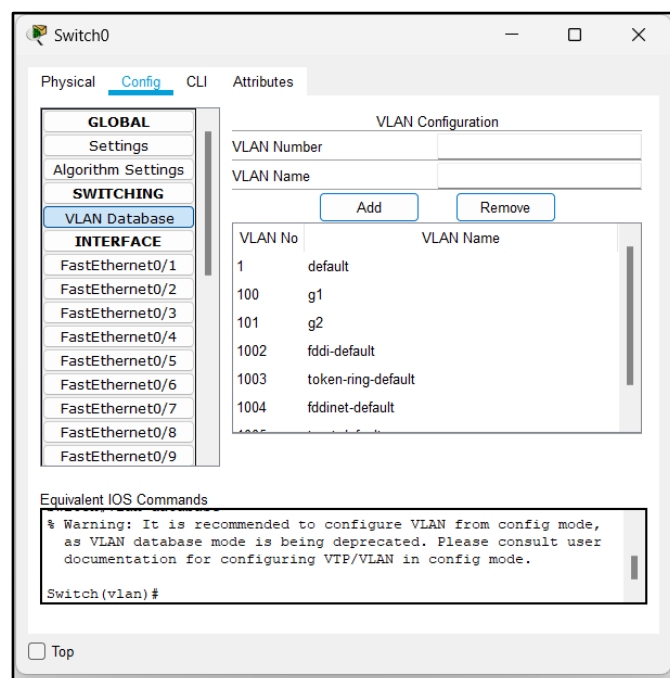 Switch0
Physical Config CLI Attributes
GLOBAL
Settings
Algorithm Settings
SWITCHING
VLAN Database
INTERFACE
FastEthernet0/1
FastEthernet0/2
FastEthernet0/3
FastEthernet0/4
FastEthernet0/5
FastEthernet0/6
FastEthernet0/7
FastEthernet0/8
FastEthernet0/9
VLAN Configuration
VLAN Number
VLAN Name
Add Remove
VLAN No VLAN Name
1 default
100 g1
101 g2
1002 fddi-default
1003 token-ring-default
1004 fddinet-default
Equivalent IOS Commands
% Warning: It is recommended to configure VLAN from config mode,
as VLAN database mode is being deprecated. Please consult user
documentation for configuring VTP/VLAN in config mode.
Switch(vlan)#
Top